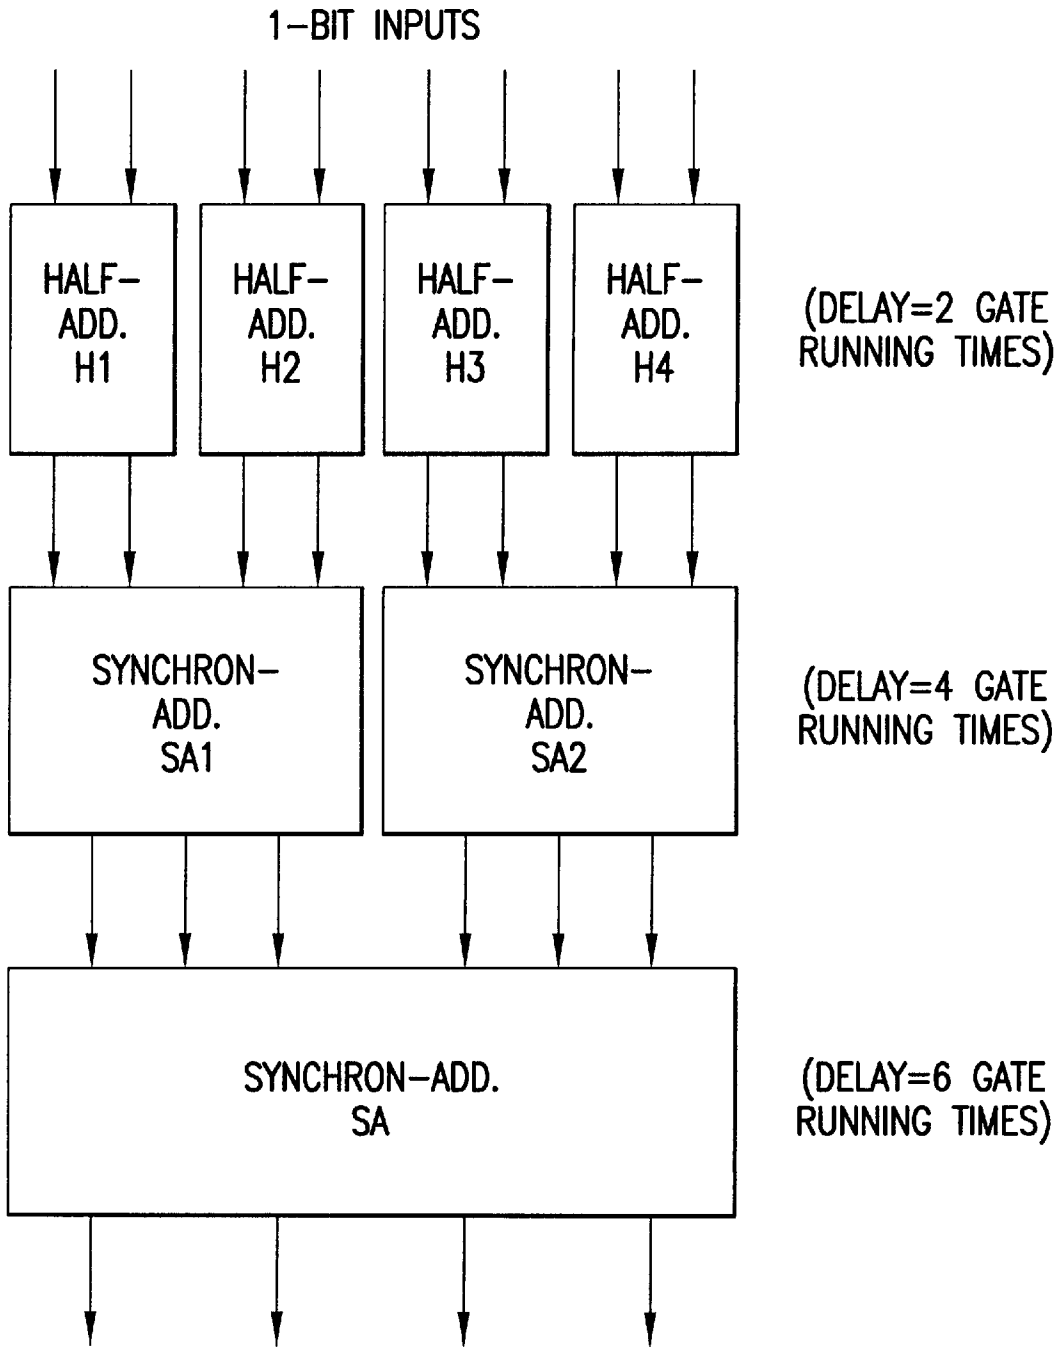 1-BIT INPUTS
HALF-
ADD.
H1
HALF-
ADD.
H2
HALF-
ADD.
H3
HALF-
ADD.
H4
(DELAY=2 GATE
RUNNING TIMES)
SYNCHRON-
ADD.
SA1
SYNCHRON-
ADD.
SA2
(DELAY=4 GATE
RUNNING TIMES)
SYNCHRON-ADD.
SA
(DELAY=6 GATE
RUNNING TIMES)